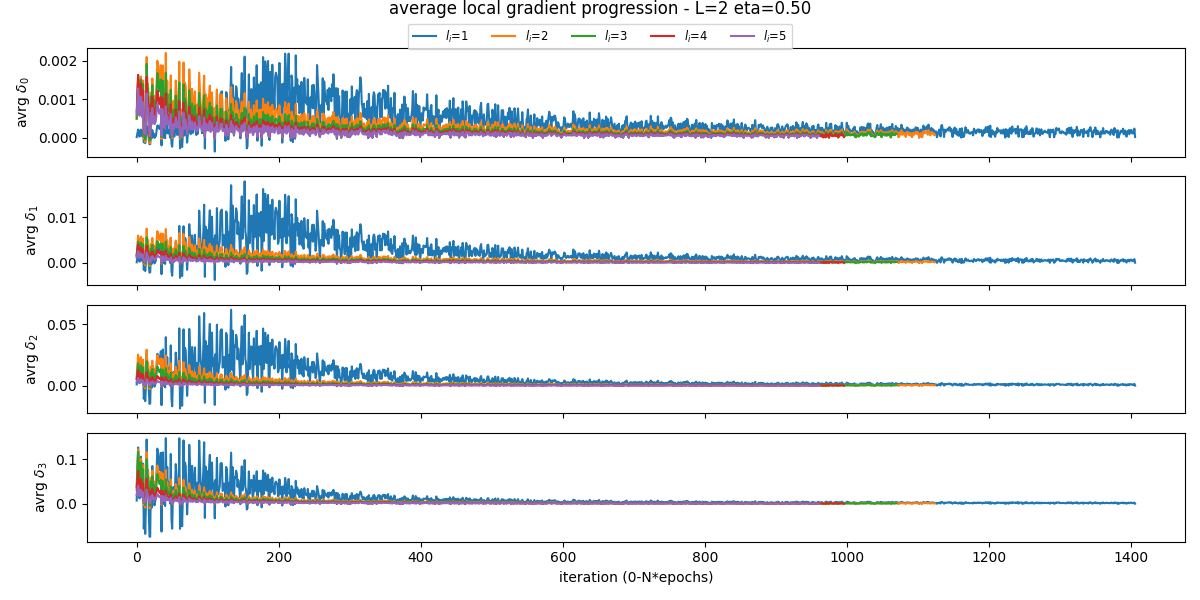 average local gradient progression - L=2 eta=0.50
l_i=1 l_i=2 l_i=3 l_i=4 l_i=5
avrg δ_0
0.002
0.001
0.000
avrg δ_1
0.01
0.00
avrg δ_2
0.05
0.00
avrg δ_3
0.1
0.0
0 200 400 600 800 1000 1200 1400
iteration (0-N*epochs)